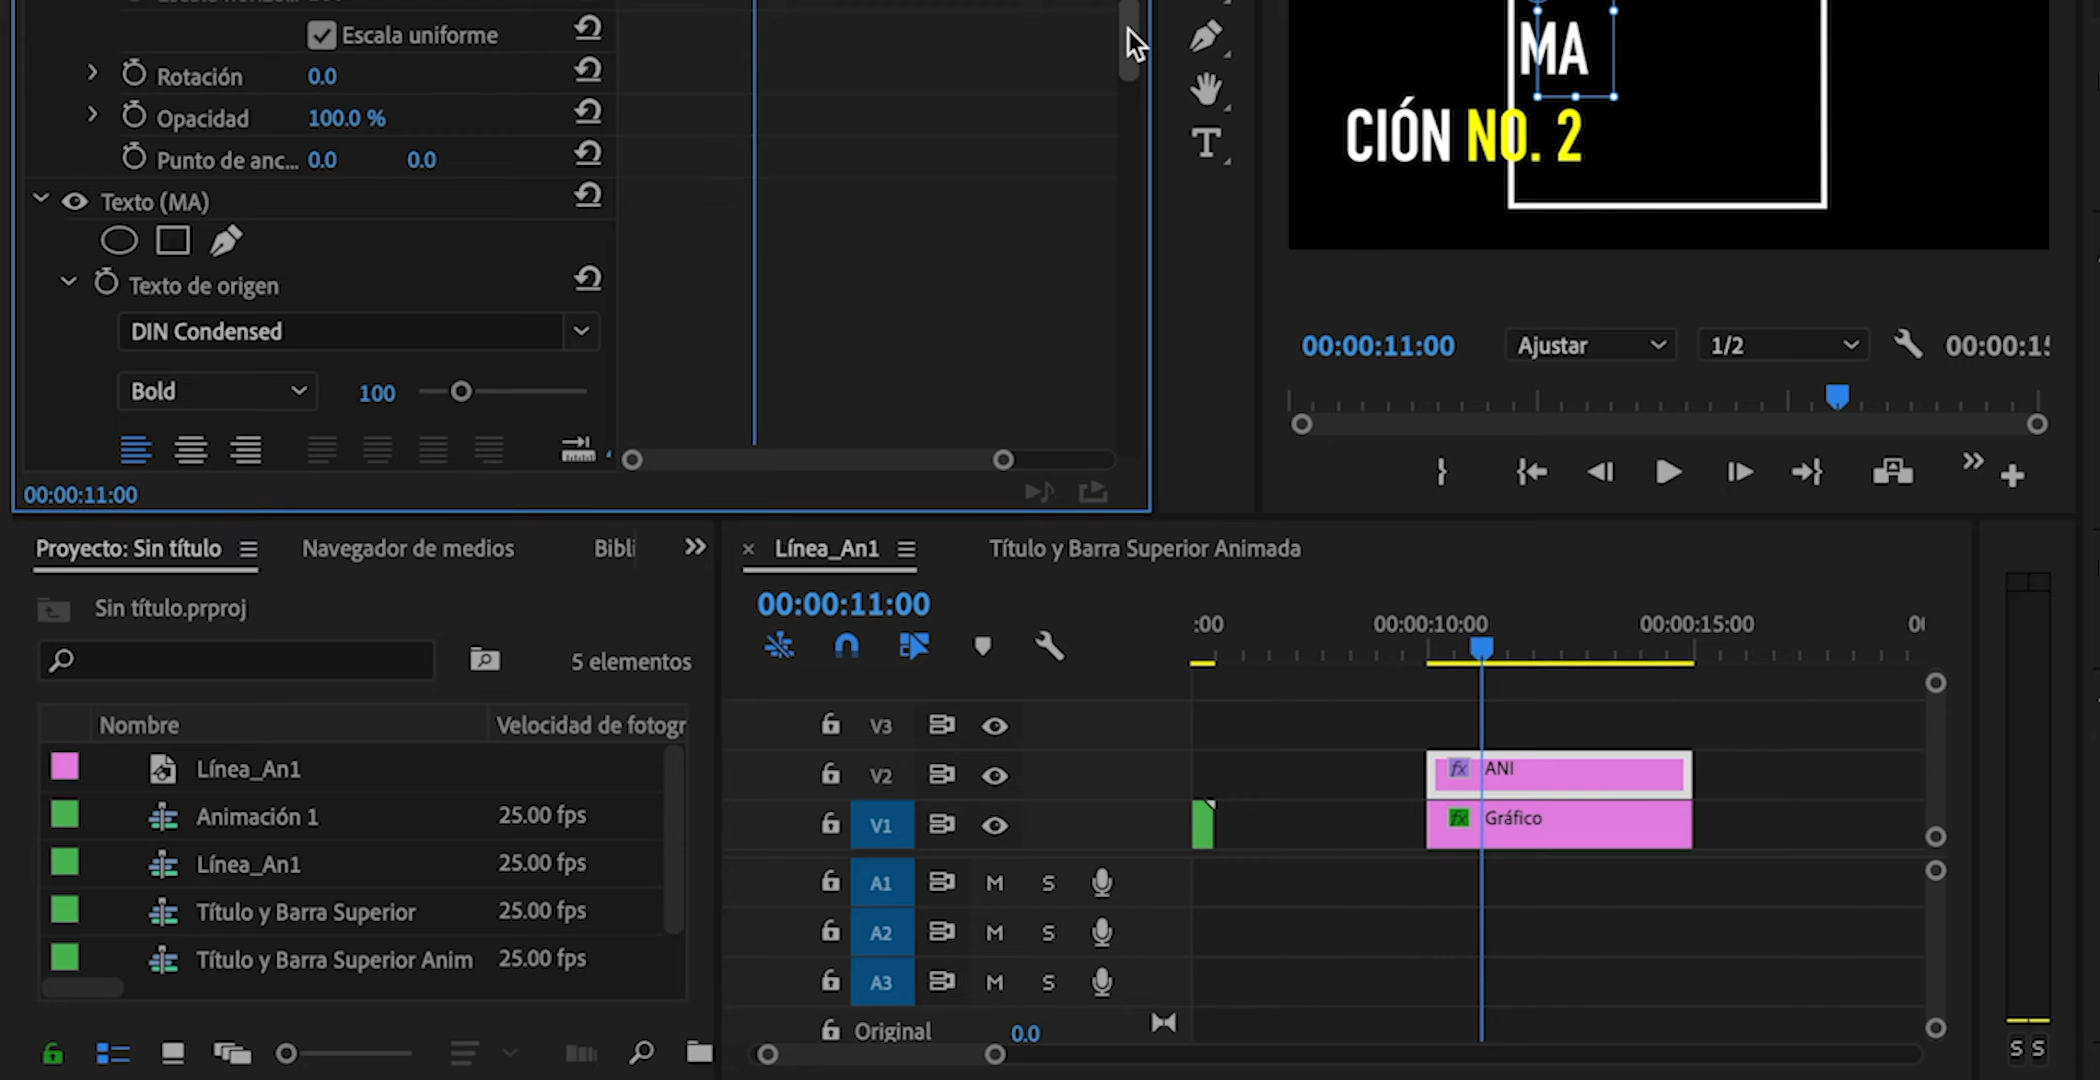 Escala uniforme
Rotación 0.0
Opacidad 100.0 %
Punto de anc... 0.0 0.0
Texto (MA)
Texto de origen
DIN Condensed
Bold 100
00:00:11:00
T
MA
CIÓN NO. 2
00:00:11:00 Ajustar 1/2
Proyecto: Sin título Navegador de medios Bibli
Sin título.prproj
5 elementos
Nombre Velocidad de fotogr
Línea_An1
Animación 1 25.00 fps
Línea_An1 25.00 fps
Título y Barra Superior 25.00 fps
Título y Barra Superior Anim 25.00 fps
Línea_An1 Título y Barra Superior Animada
00:00:11:00
:00 00:00:10:00 00:00:15:00
V3
V2 fx ANI
V1 fx Gráfico
A1 M S
A2 M S
A3 M S
Original 0.0
S S